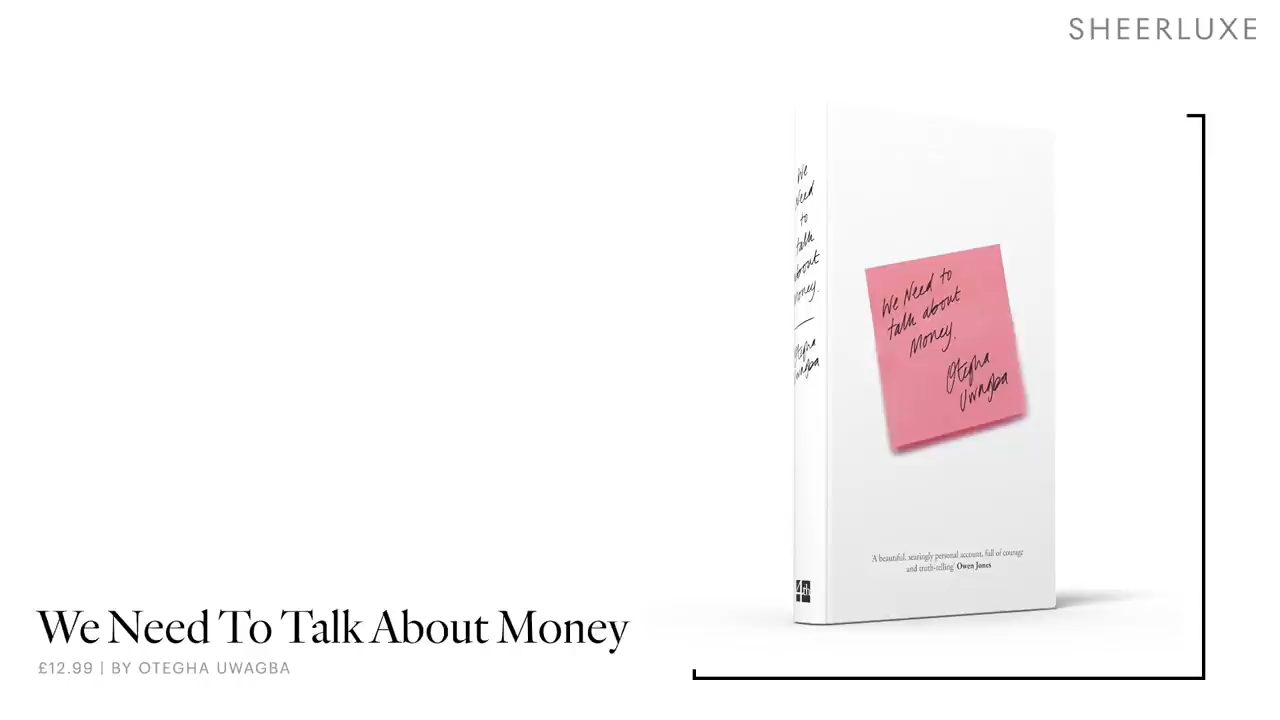 SHEERLUXE
We
Need
to
talk
about
Money.
Otegha
Uwagba
We Need to
talk about
Money.
Otegha
Uwagba
'A beautiful, searingly personal account, full of courage
and truth-telling' Owen Jones
4th
We Need To Talk About Money
£12.99 | BY OTEGHA UWAGBA